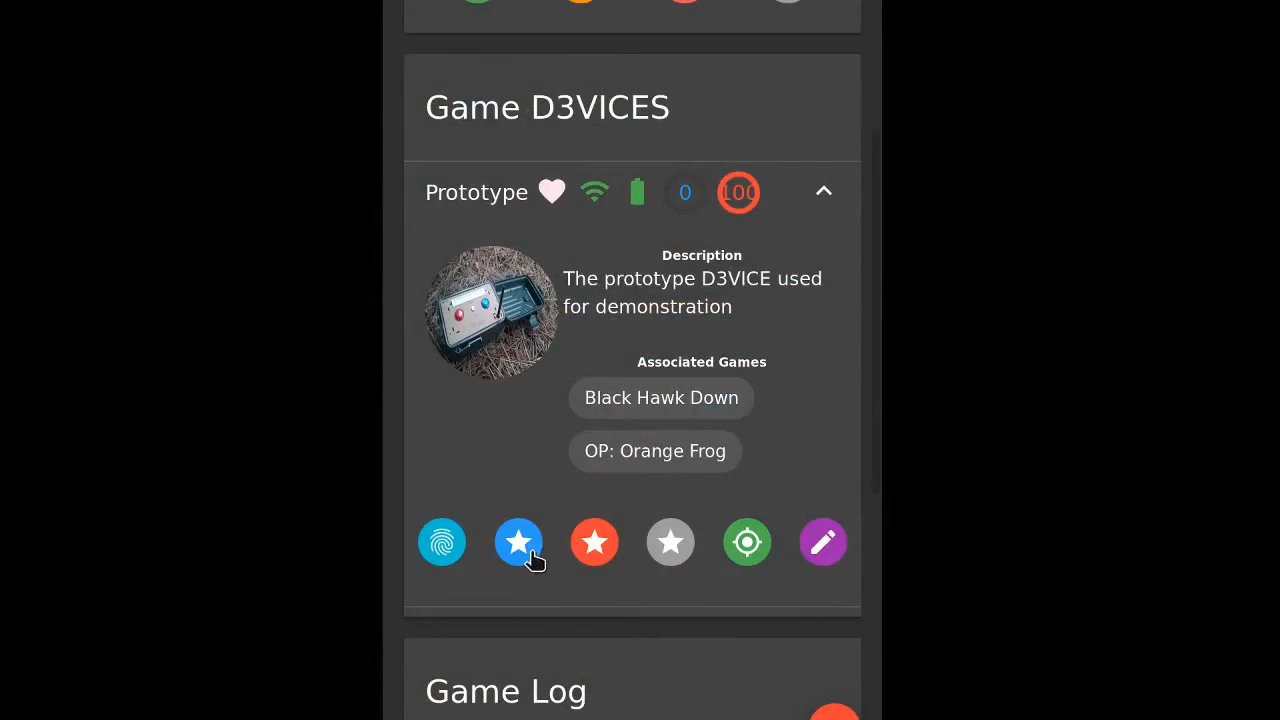 Game D3VICES
Prototype 0 100
Description
The prototype D3VICE used
for demonstration
Associated Games
Black Hawk Down
OP: Orange Frog
Game Log